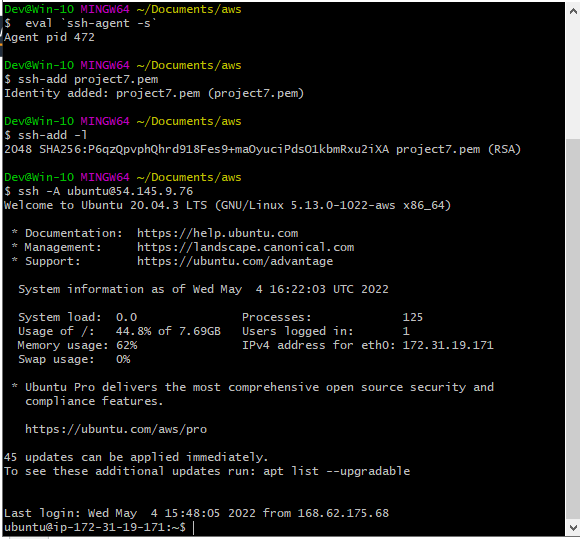 Dev@Win-10 MINGW64 ~/Documents/aws
$  eval `ssh-agent -s`
Agent pid 472
Dev@Win-10 MINGW64 ~/Documents/aws
$ ssh-add project7.pem
Identity added: project7.pem (project7.pem)
Dev@Win-10 MINGW64 ~/Documents/aws
$ ssh-add -l
2048 SHA256:P6qzQpvphQhrd918Fes9+maOyuciPdsO1kbmRxu2iXA project7.pem (RSA)
Dev@Win-10 MINGW64 ~/Documents/aws
$ ssh -A ubuntu@54.145.9.76
Welcome to Ubuntu 20.04.3 LTS (GNU/Linux 5.13.0-1022-aws x86_64)
* Documentation:  https://help.ubuntu.com
* Management:     https://landscape.canonical.com
* Support:        https://ubuntu.com/advantage
System information as of Wed May  4 16:22:03 UTC 2022
System load:  0.0               Processes:             125
Usage of /:   44.8% of 7.69GB   Users logged in:       1
Memory usage: 62%               IPv4 address for eth0: 172.31.19.171
Swap usage:   0%
* Ubuntu Pro delivers the most comprehensive open source security and
compliance features.
https://ubuntu.com/aws/pro
45 updates can be applied immediately.
To see these additional updates run: apt list --upgradable
Last login: Wed May  4 15:48:05 2022 from 168.62.175.68
ubuntu@ip-172-31-19-171:~$